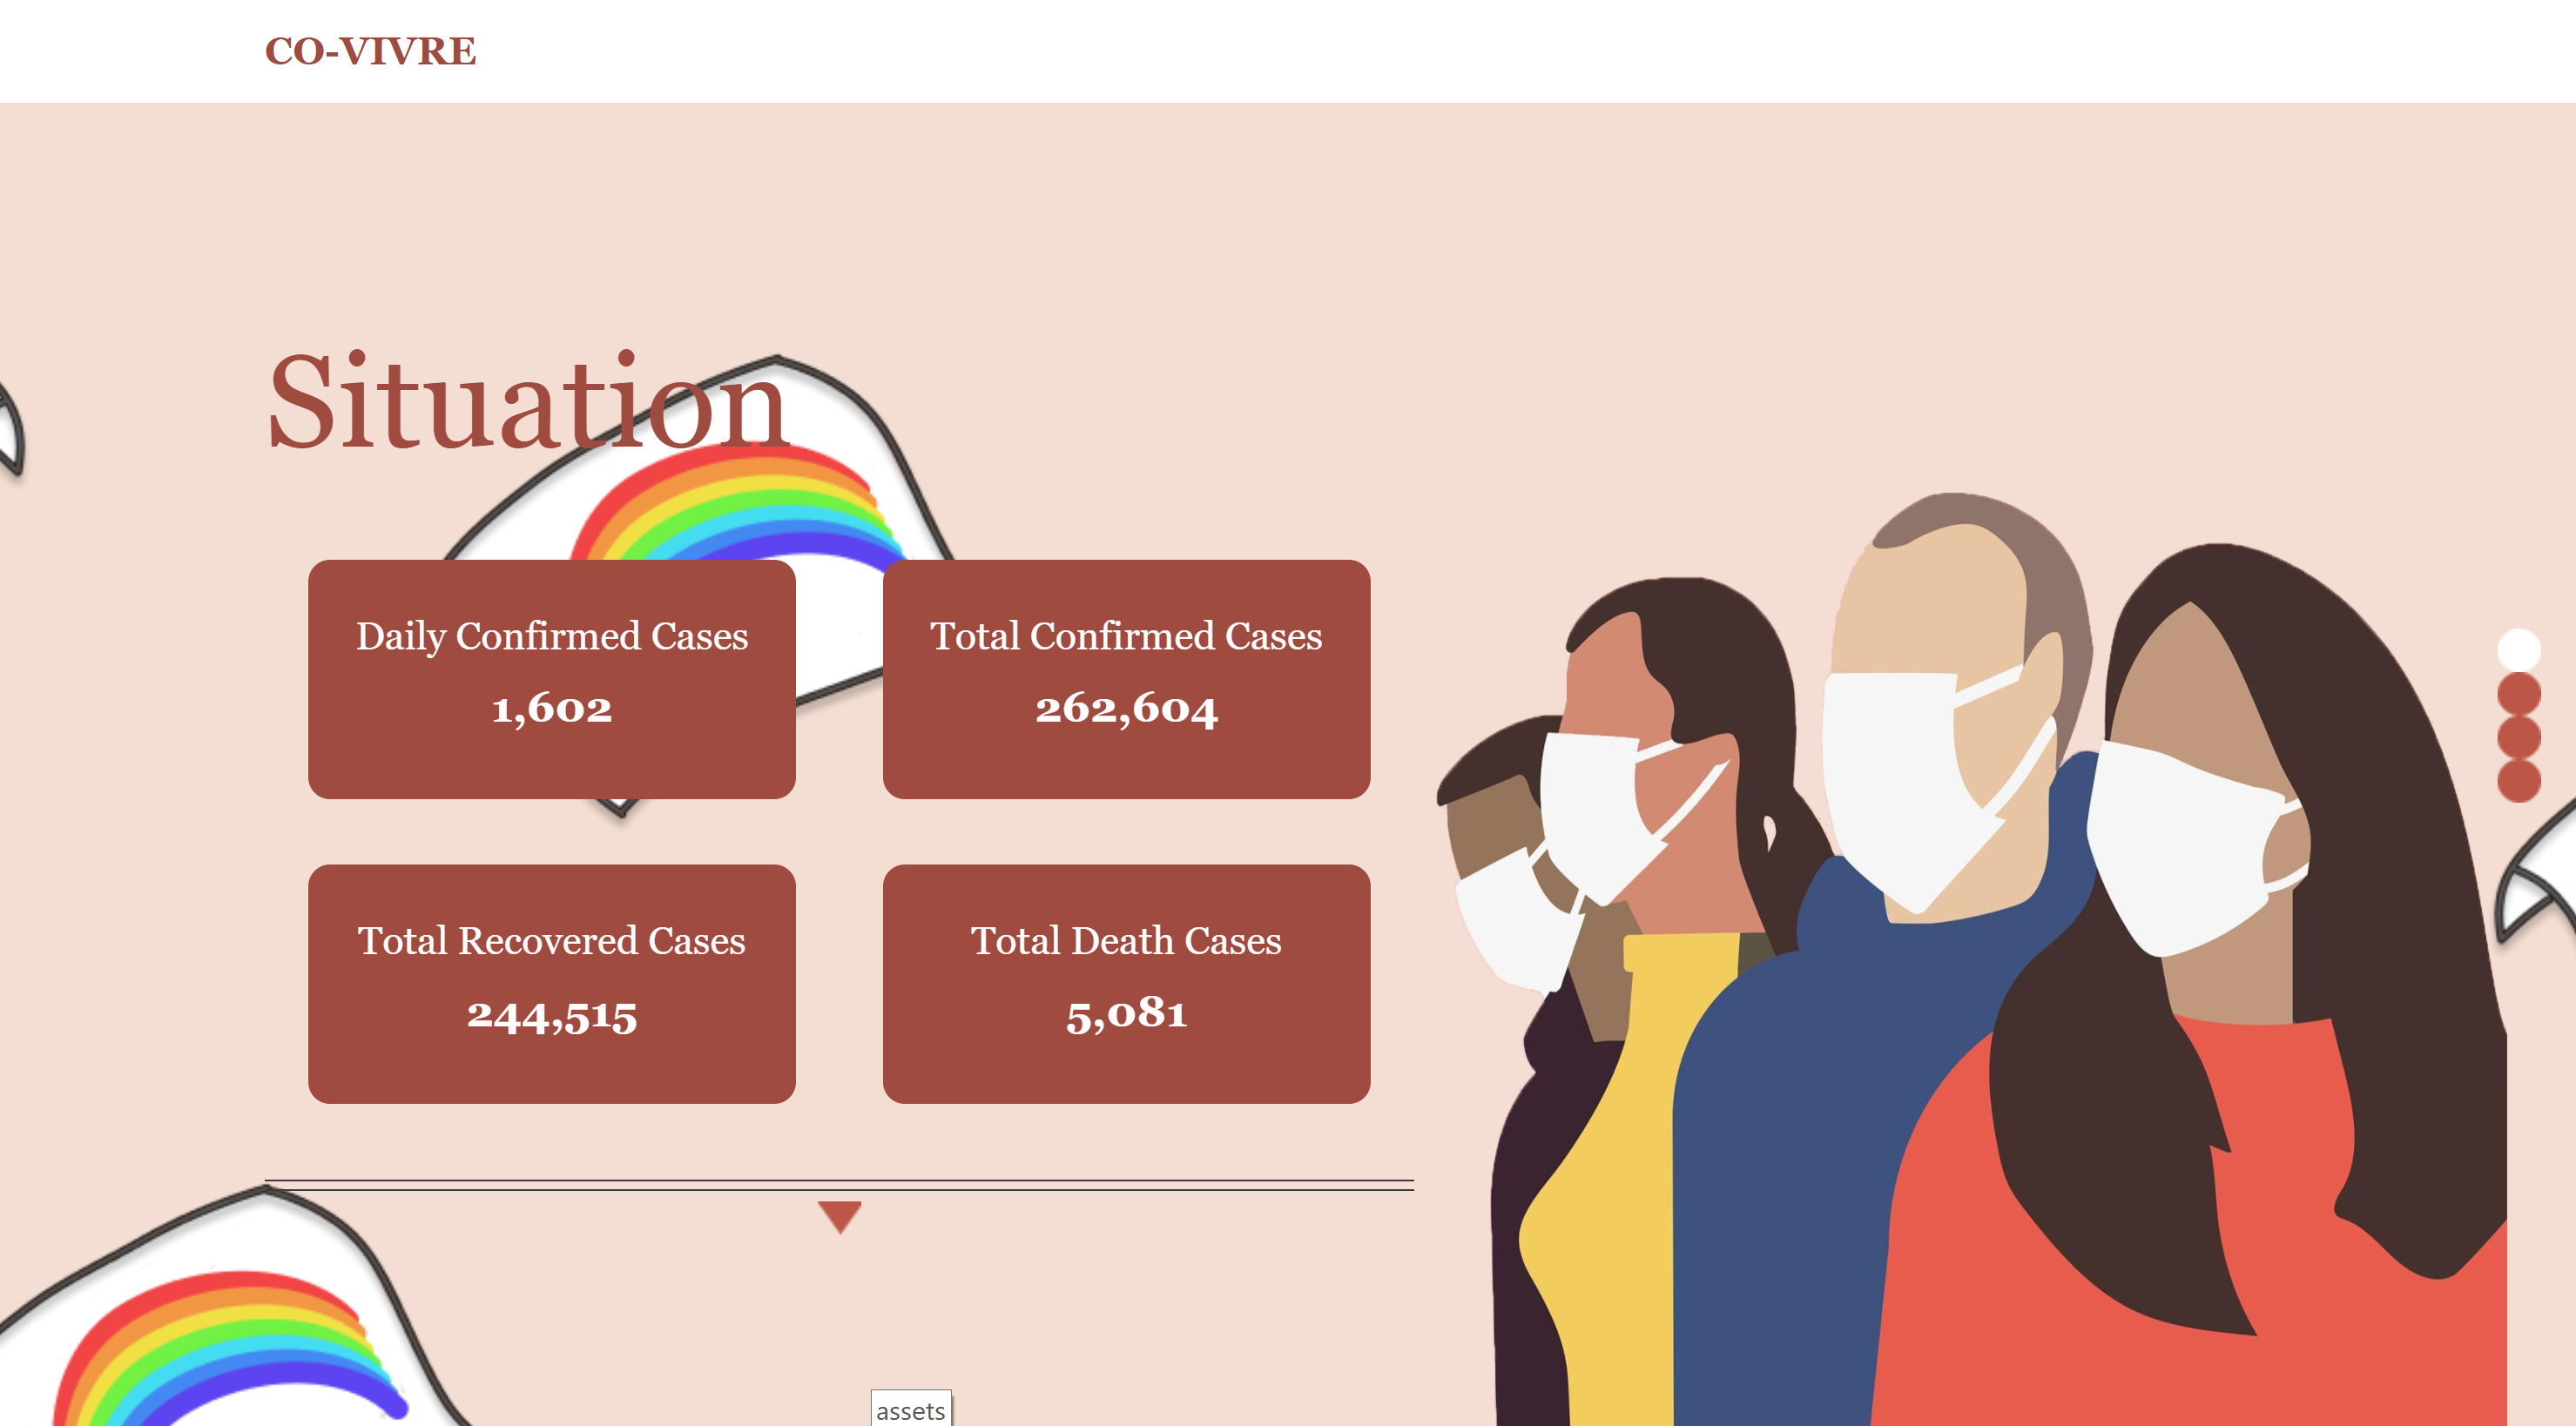 CO-VIVRE
Situation
Daily Confirmed Cases
1,602
Total Confirmed Cases
262,604
Total Recovered Cases
244,515
Total Death Cases
5,081
assets